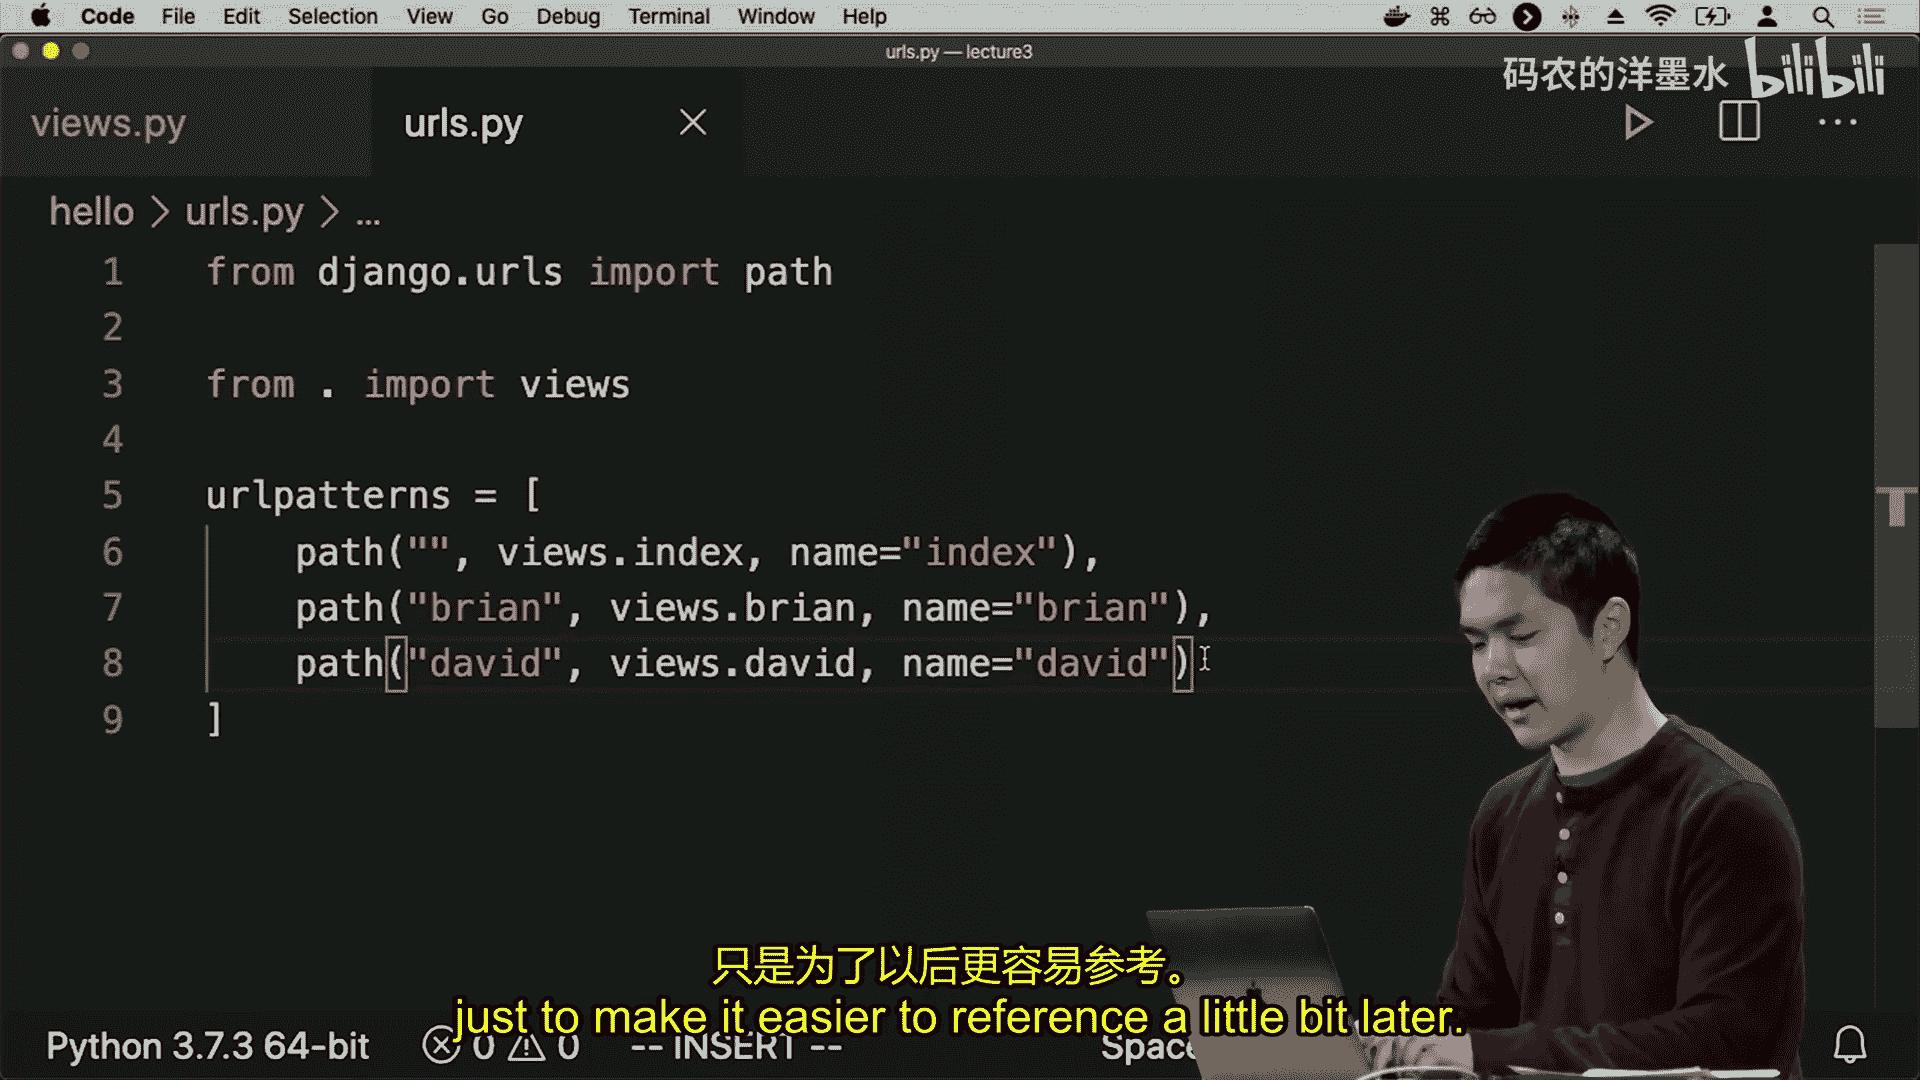 Code File Edit Selection View Go Debug Terminal Window Help
urls.py — lecture3
码农的洋墨水 bilibili
views.py urls.py
hello > urls.py > ...
1 from django.urls import path
2
3 from . import views
4
5 urlpatterns = [
6 path("", views.index, name="index"),
7 path("brian", views.brian, name="brian"),
8 path("david", views.david, name="david")
9 ]
只是为了以后更容易参考。
just to make it easier to reference a little bit later.
Python 3.7.3 64-bit 0 0 -- INSERT --